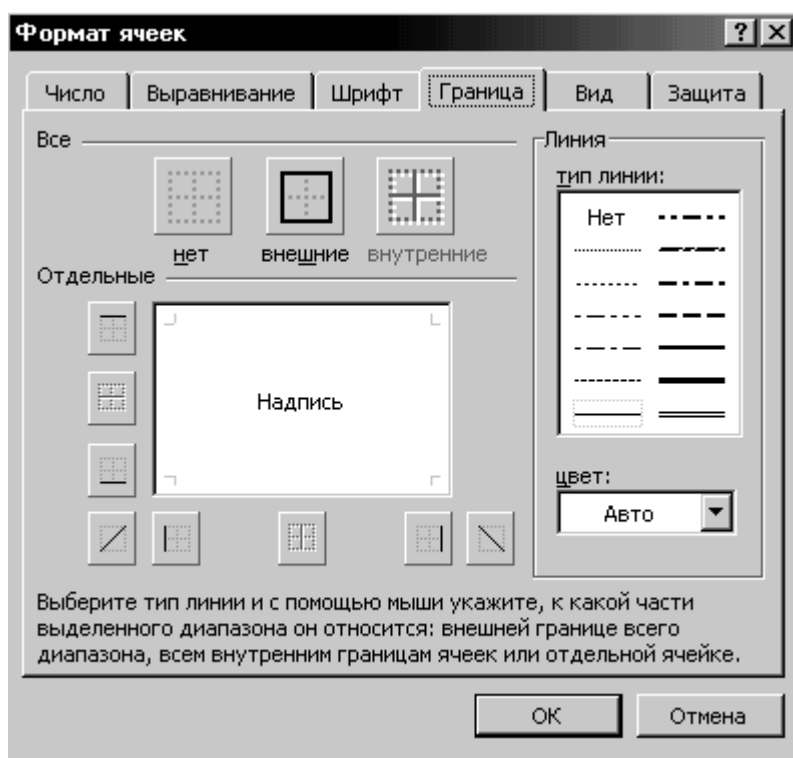 Формат ячеек
Число Выравнивание Шрифт Граница Вид Защита
Все
Линия
тип линии:
Нет
нет внешние внутренние
Отдельные
Надпись
цвет:
Авто
Выберите тип линии и с помощью мыши укажите, к какой части
выделенного диапазона он относится: внешней границе всего
диапазона, всем внутренним границам ячеек или отдельной ячейке.
ОК Отмена